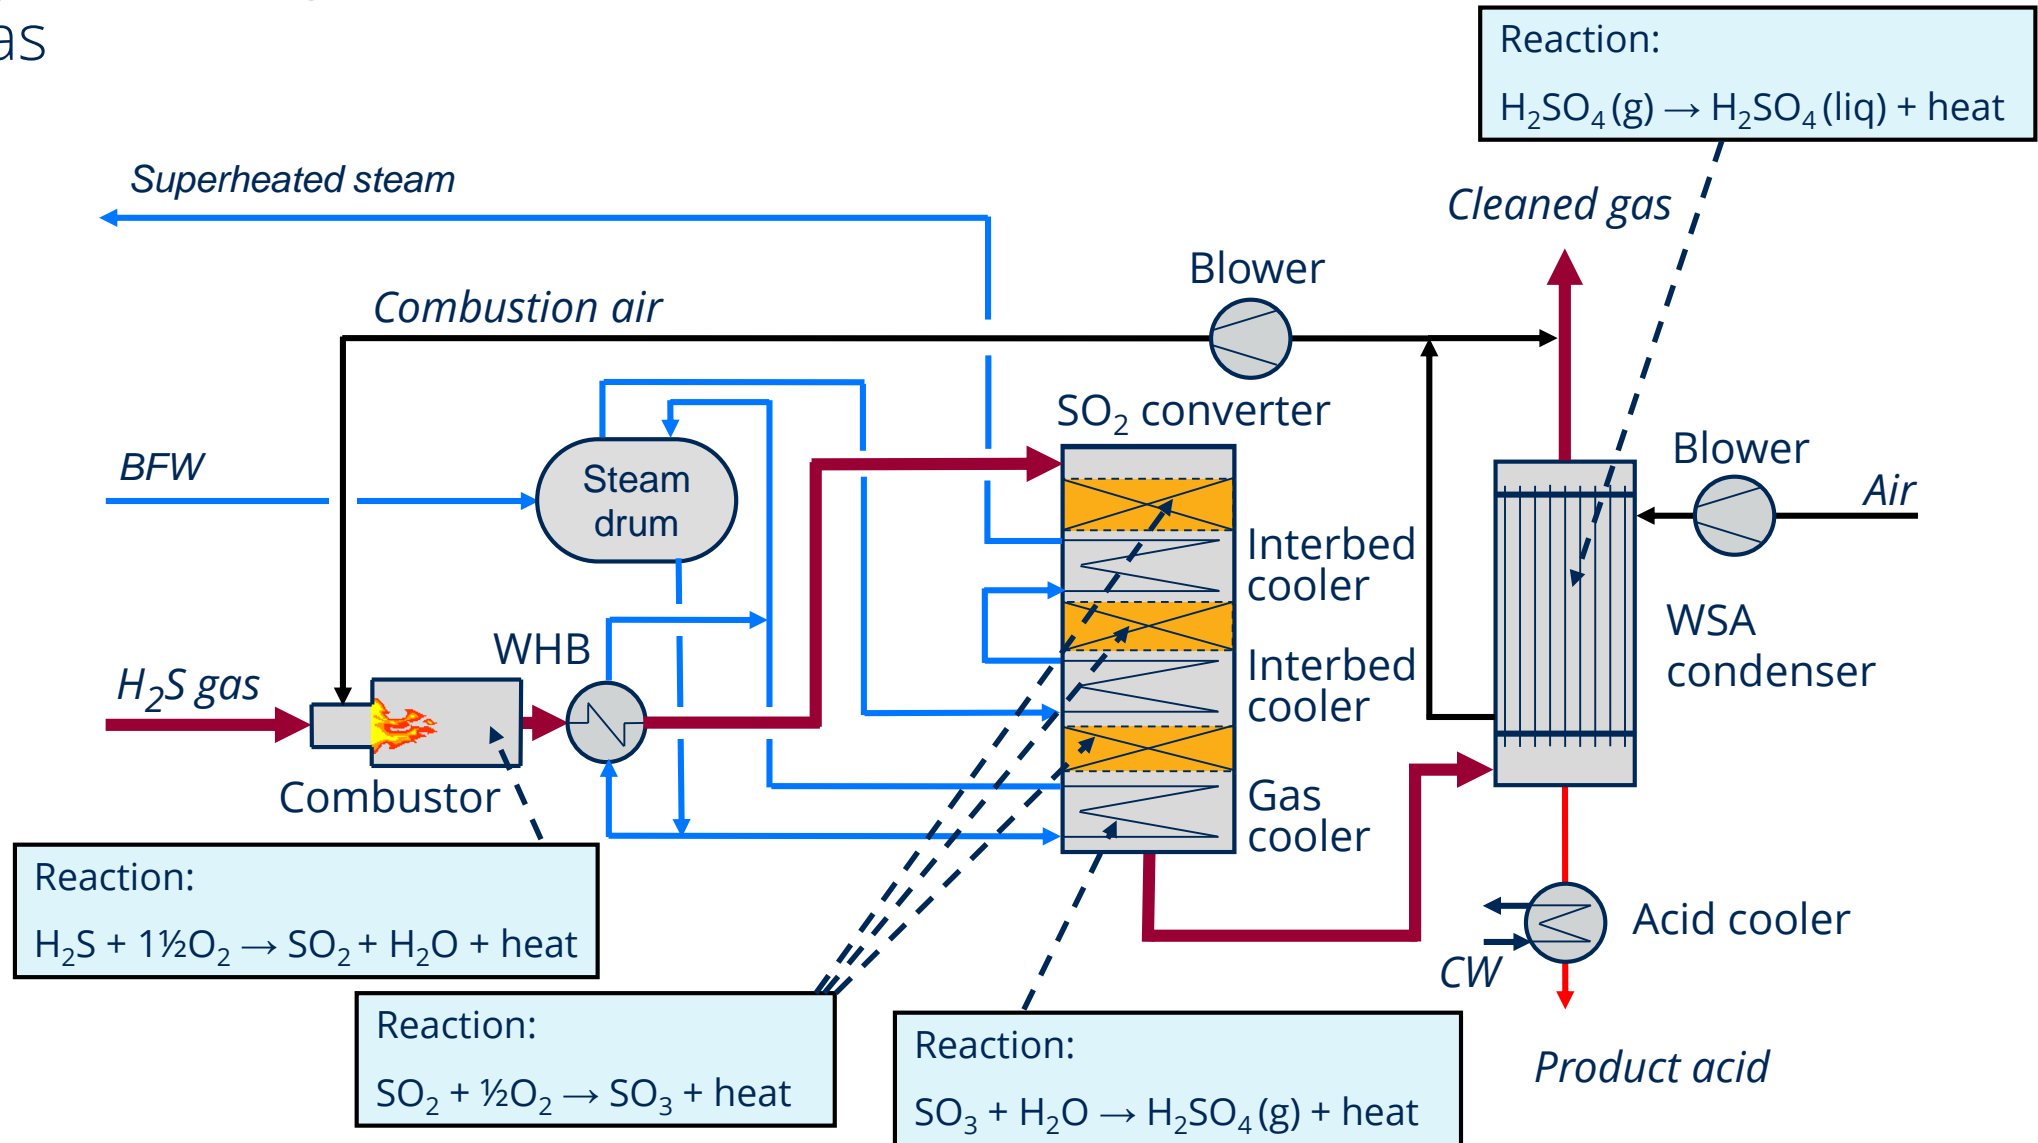 as
Reaction:
H₂SO₄ (g) → H₂SO₄ (liq) + heat
Superheated steam
Cleaned gas
Blower
Combustion air
SO₂ converter
Blower
BFW
Steam
drum
Air
Interbed
cooler
WSA
condenser
WHB
Interbed
cooler
H₂S gas
Combustor
Gas
cooler
Reaction:
H₂S + 1½O₂ → SO₂ + H₂O + heat
Acid cooler
CW
Reaction:
SO₂ + ½O₂ → SO₃ + heat
Reaction:
SO₃ + H₂O → H₂SO₄ (g) + heat
Product acid